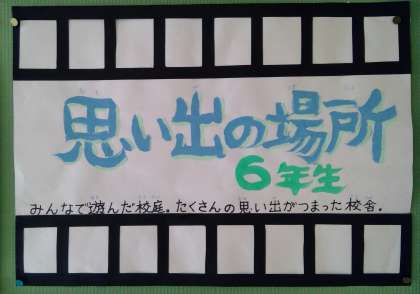 思い出の場所
6年生
みんなで遊んだ校庭。たくさんの思い出がつまった校舎。